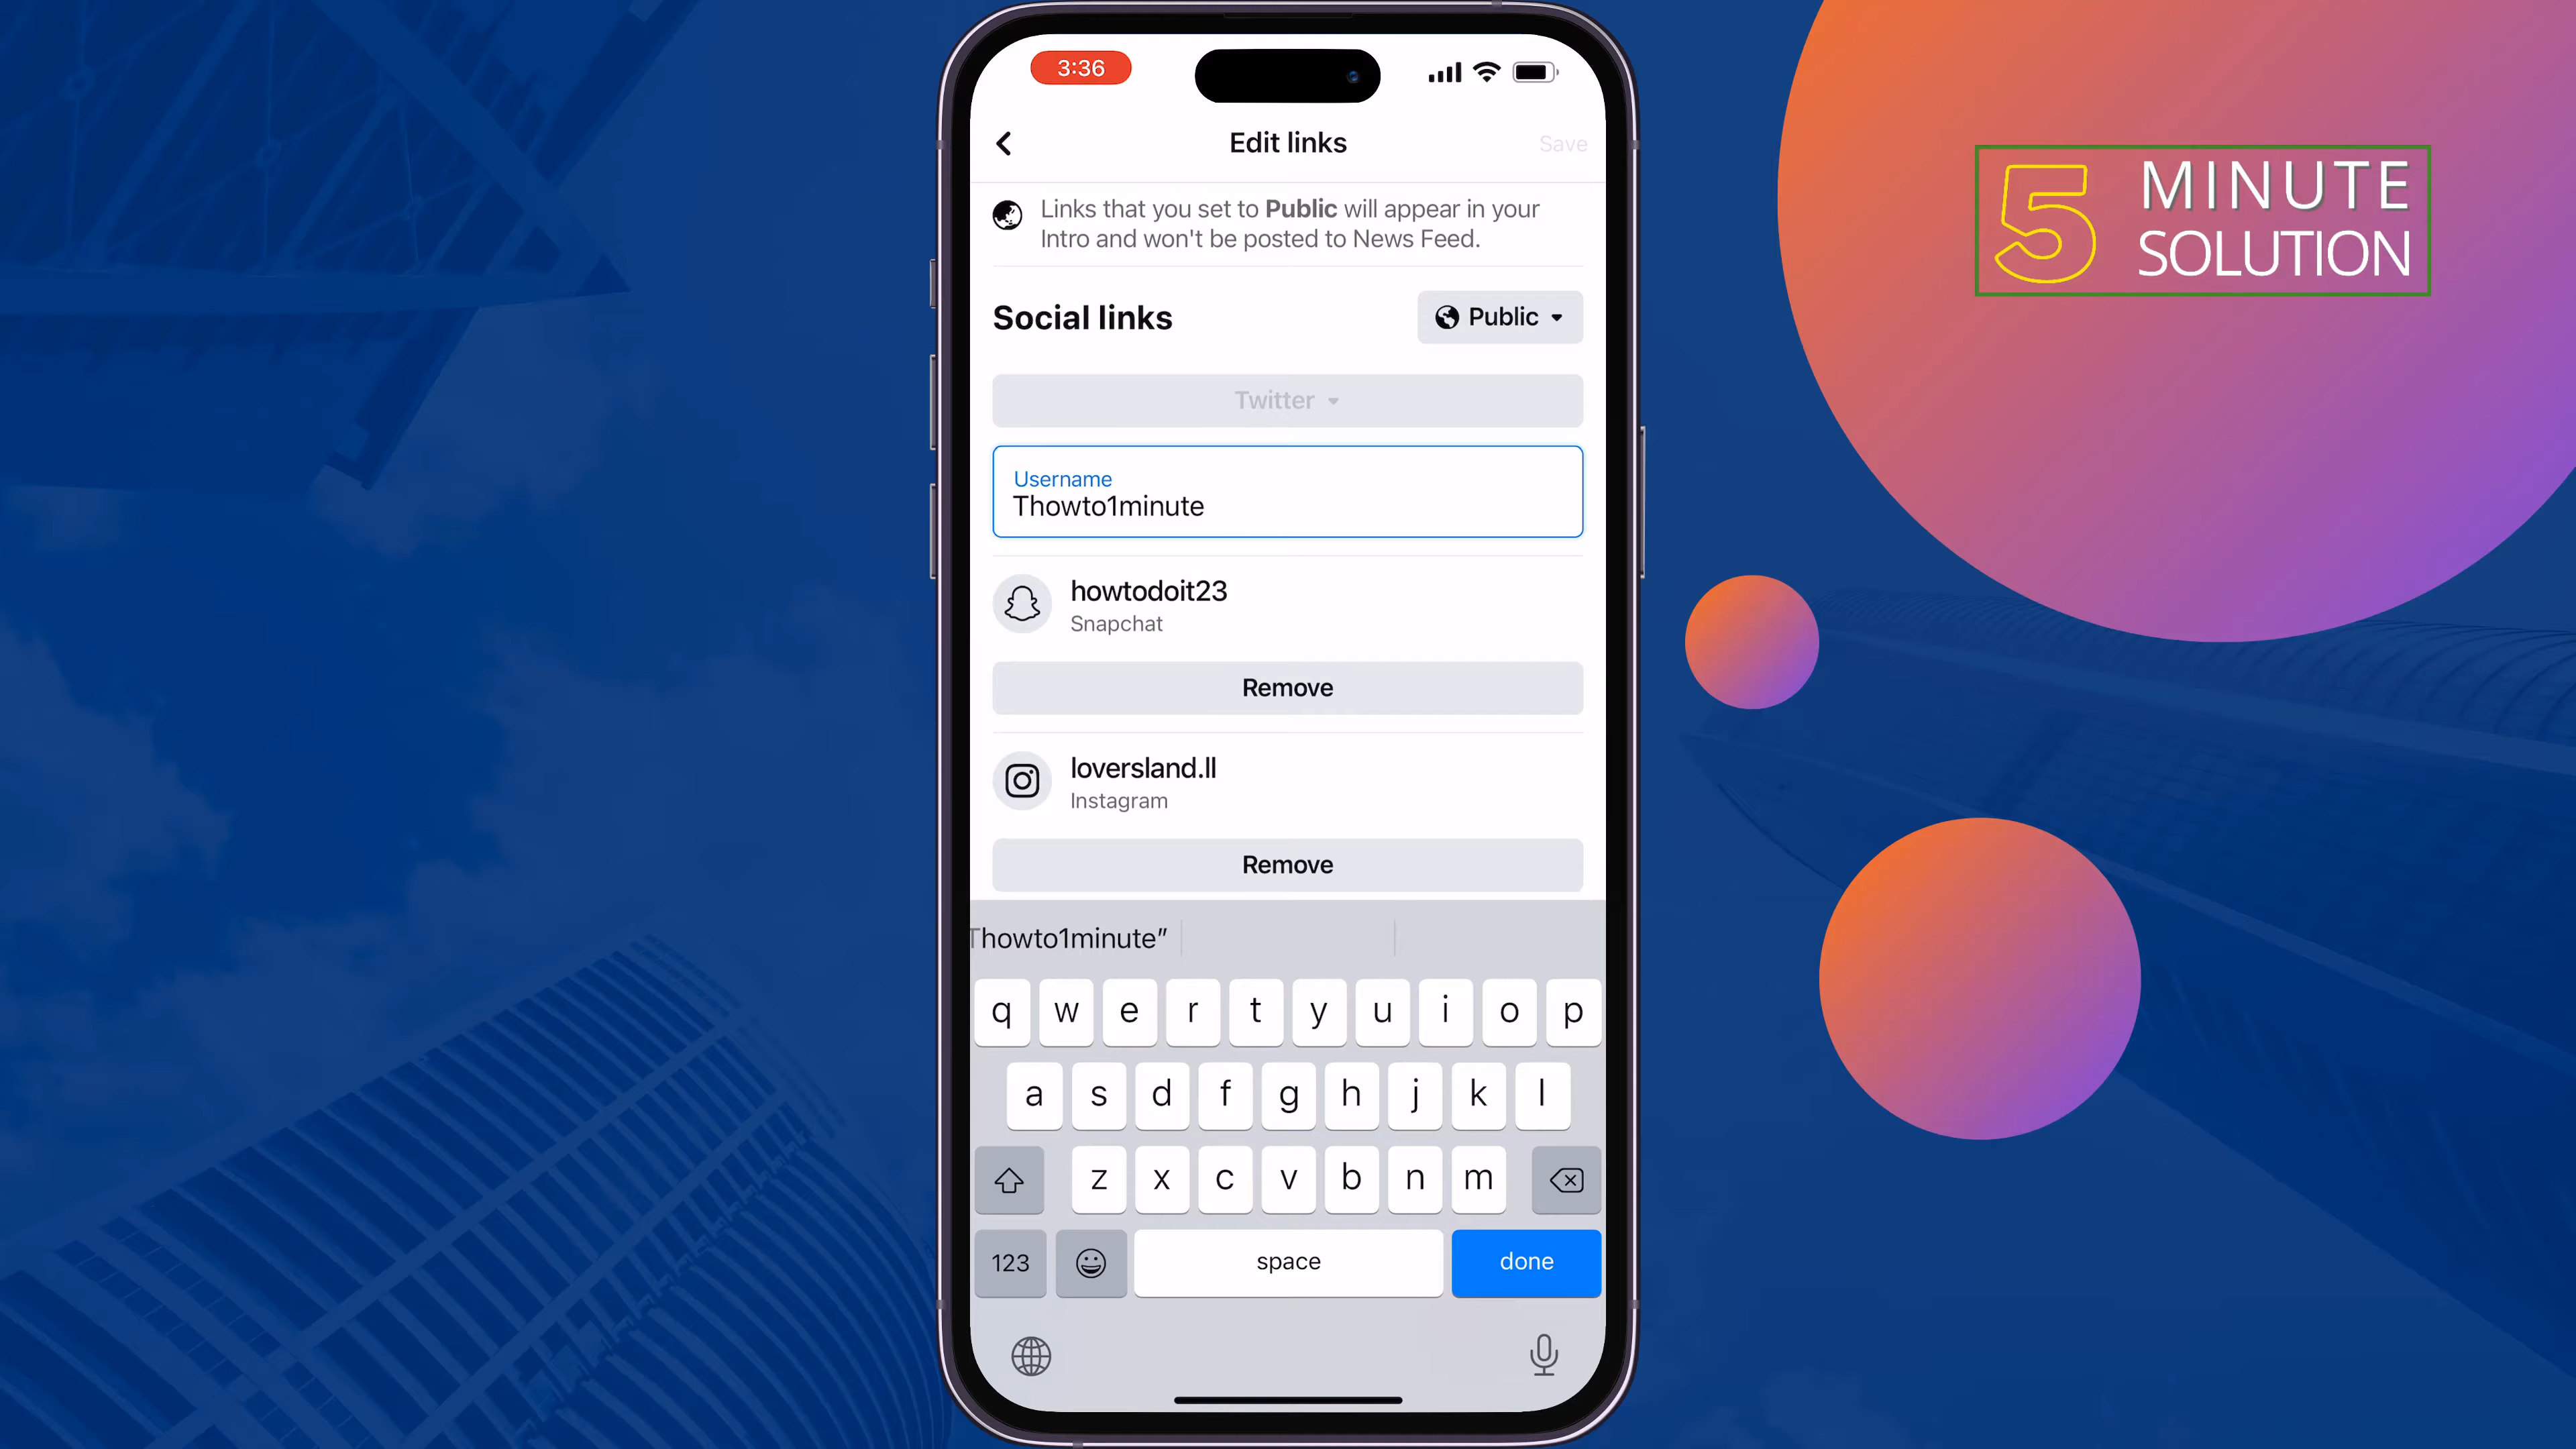 3:36
Edit links
Save
Links that you set to Public will appear in your
Intro and won't be posted to News Feed.
Social links
Public
Twitter
Username
Thowto1minute
howtodoit23
Snapchat
Remove
loversland.ll
Instagram
Remove
Thowto1minute”
q w e r t y u i o p
a s d f g h j k l
z x c v b n m
123
space
done
5 MINUTE
SOLUTION